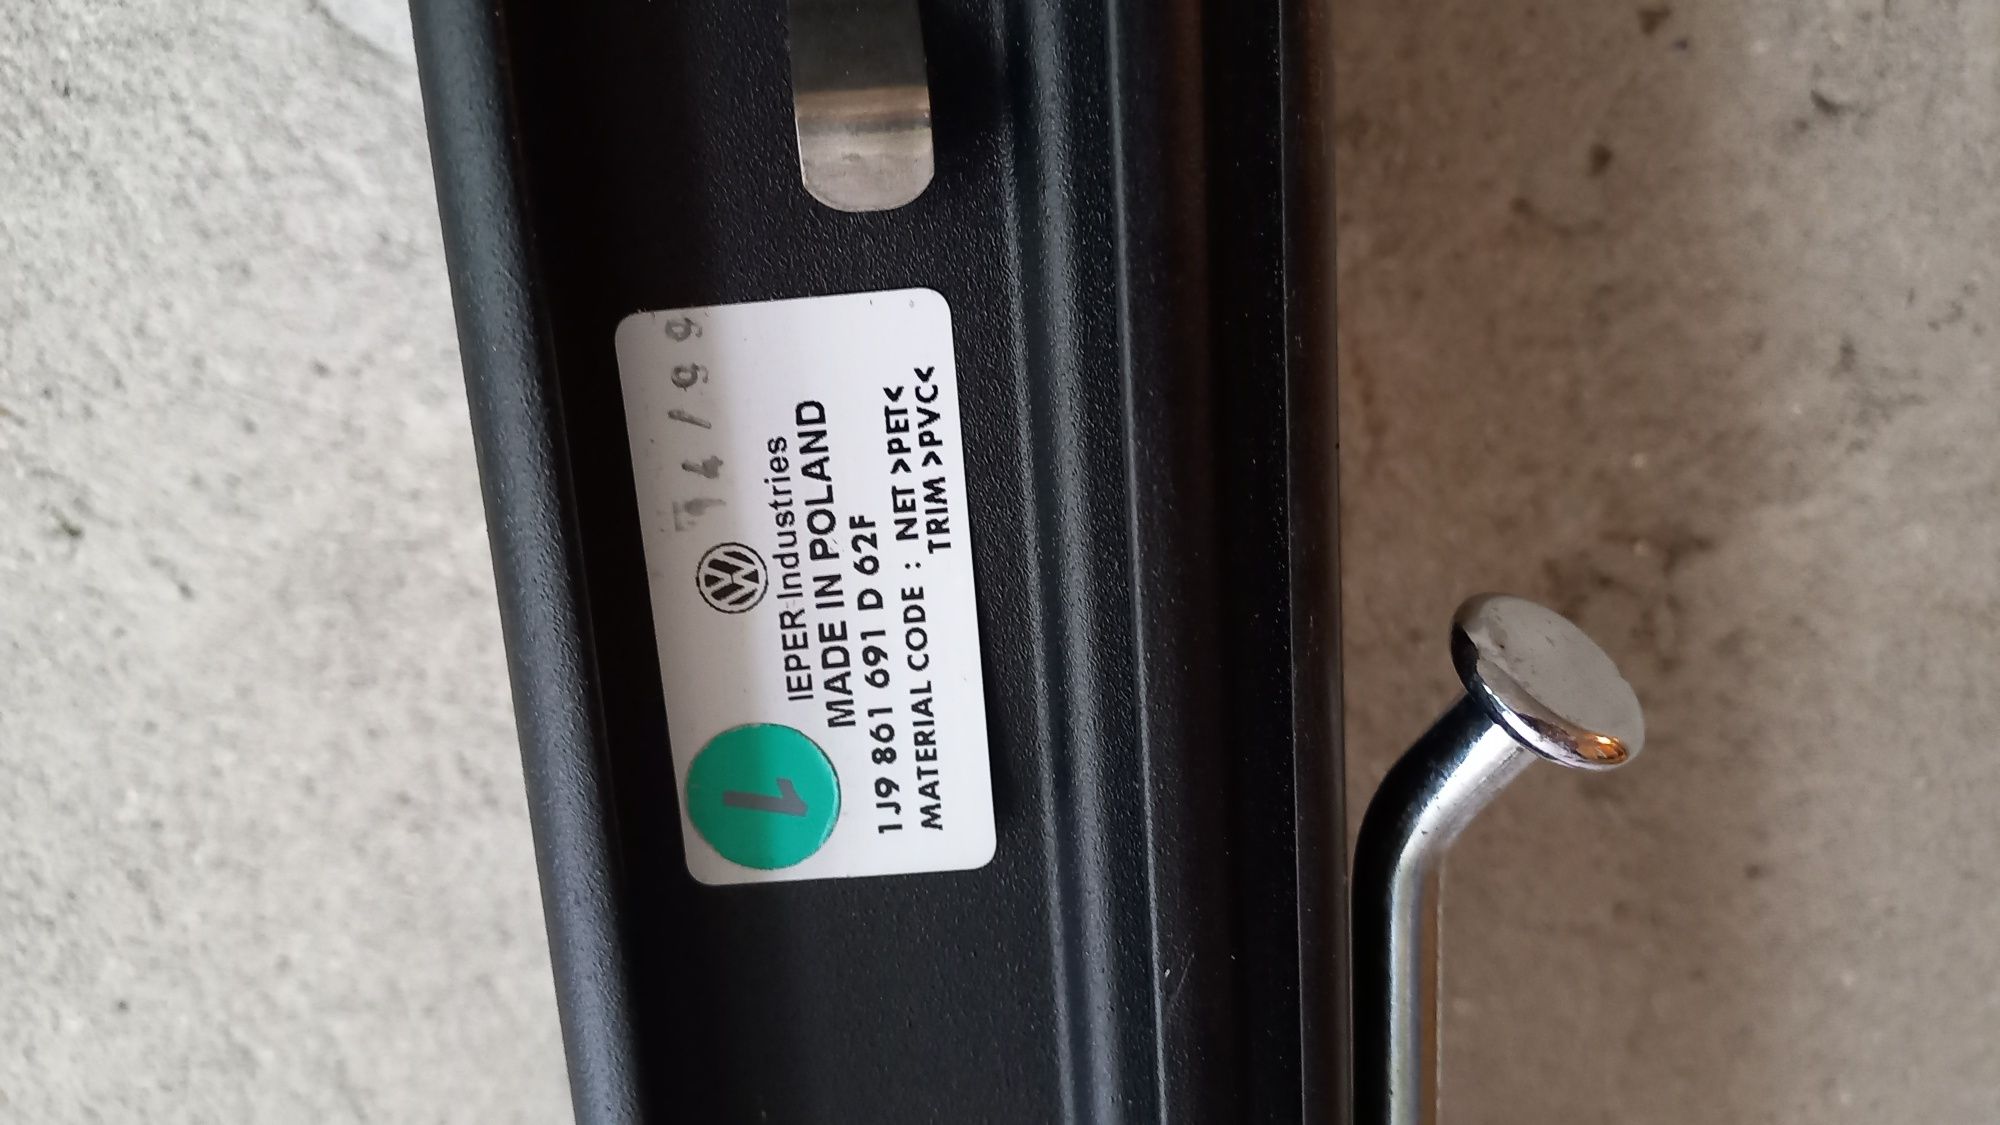 14/99
IEPER-Industries
MADE IN POLAND
1J9 861 691 D 62F
MATERIAL CODE : NET >PET<
TRIM >PVC<
1